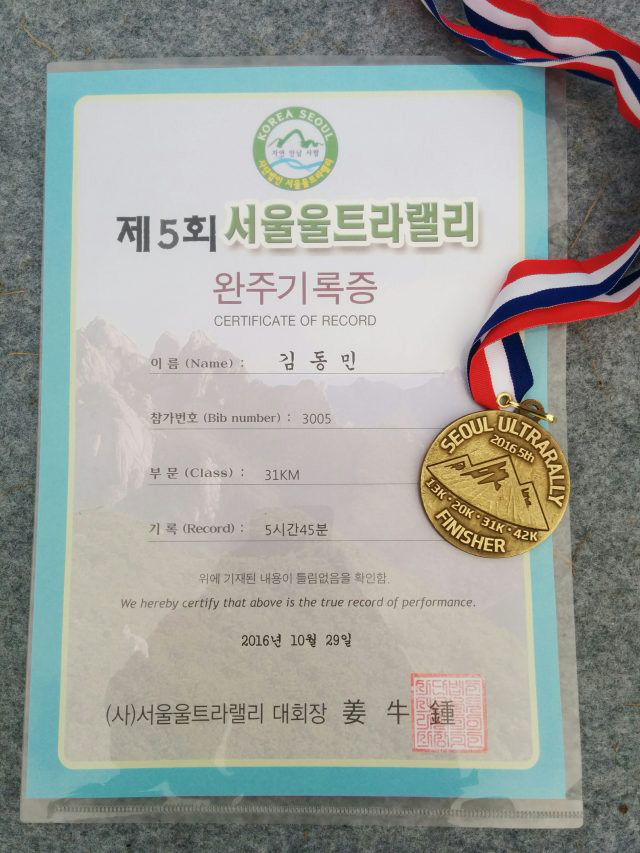 KOREA SEOUL
자연 안남 사람
사단법인 서울울트라랠리
제5회 서울울트라랠리
완주기록증
CERTIFICATE OF RECORD
이름 (Name) : 김동민
참가번호 (Bib number) : 3005
부문 (Class) : 31KM
기록 (Record) : 5시간45분
위에 기재된 내용이 틀림없음을 확인함.
We hereby certify that above is the true record of performance.
2016년 10월 29일
(사)서울울트라랠리 대회장 姜牛鍾
SEOUL ULTRARALLY
2016 5th
13K · 20K · 31K · 42K
FINISHER